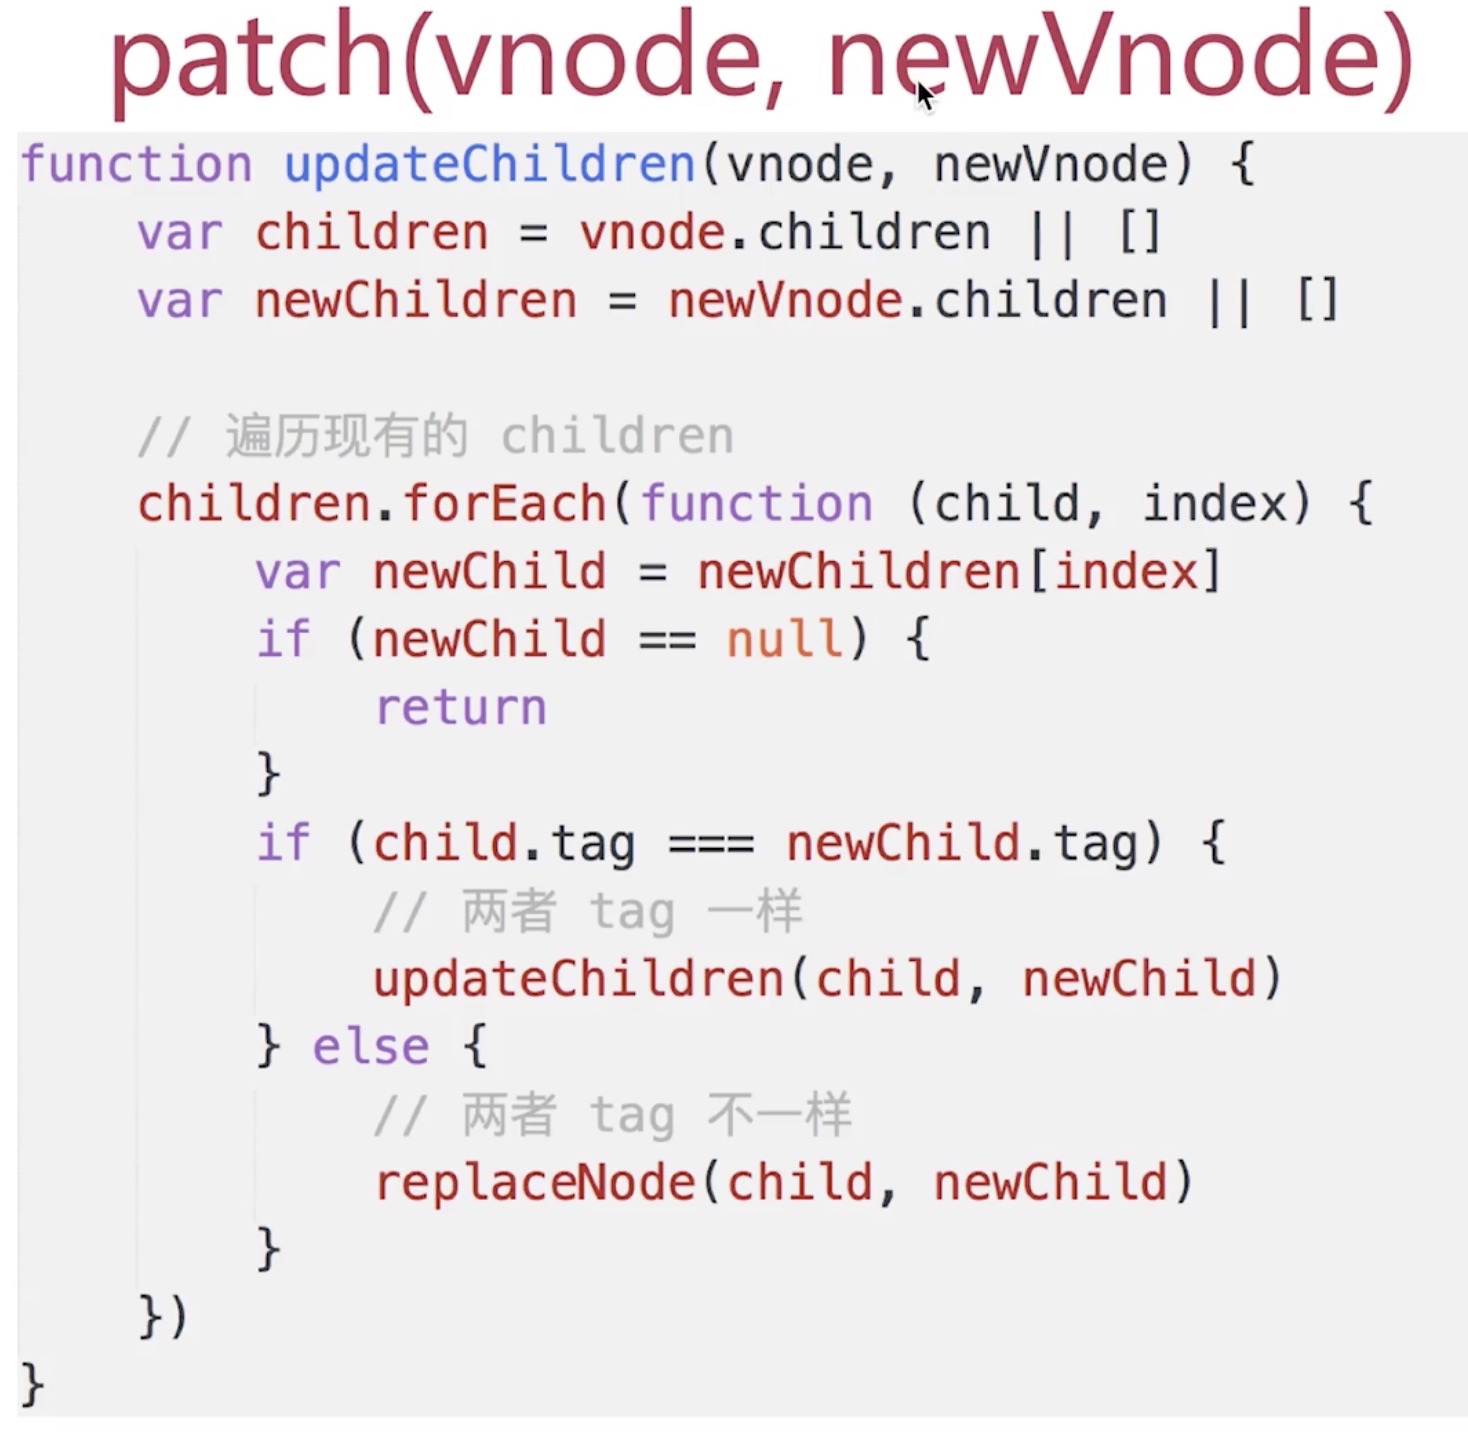 patch(vnode, newVnode)
function updateChildren(vnode, newVnode) {
    var children = vnode.children || []
    var newChildren = newVnode.children || []
    // 遍历现有的 children
    children.forEach(function (child, index) {
        var newChild = newChildren[index]
        if (newChild == null) {
            return
        }
        if (child.tag === newChild.tag) {
            // 两者 tag 一样
            updateChildren(child, newChild)
        } else {
            // 两者 tag 不一样
            replaceNode(child, newChild)
        }
    })
}